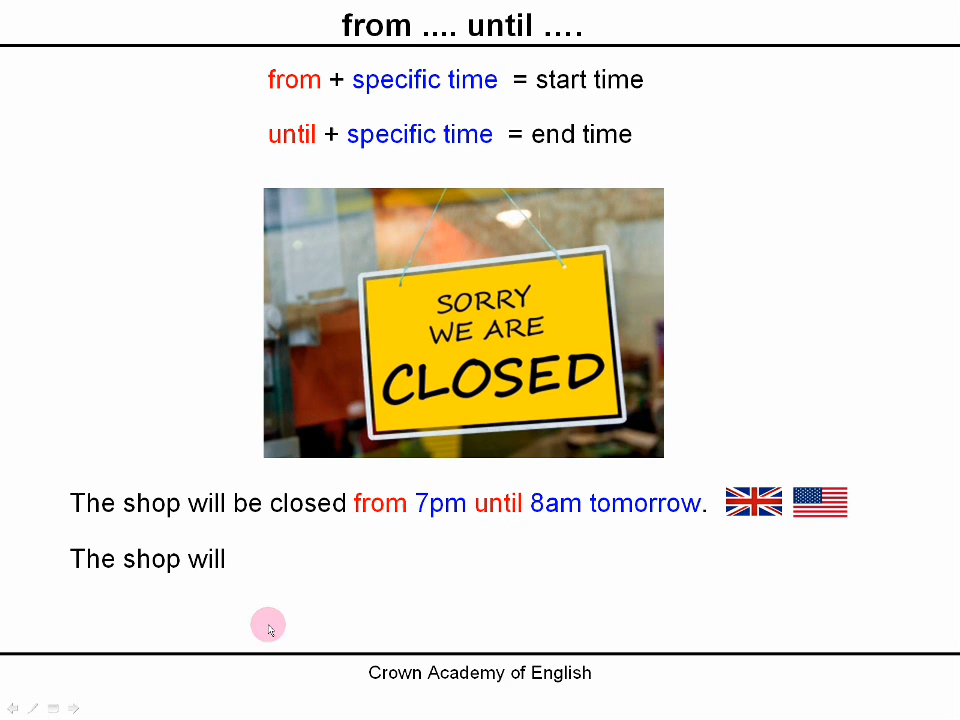 from .... until ....
from + specific time = start time
until + specific time = end time
SORRY
WE ARE
CLOSED
The shop will be closed from 7pm until 8am tomorrow.
The shop will
Crown Academy of English